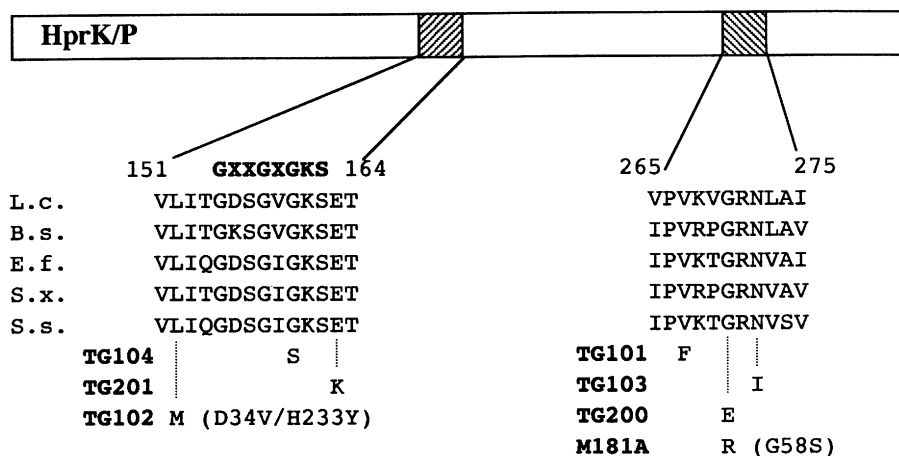 HprK/P
151 GXXGXGKS 164 265 275
L.c. VLITGDSGVGKSET VPVKVGRNLAI
B.s. VLITGKSGVGKSET IPVRPGRNLAV
E.f. VLIQGDSGIGKSET IPVKTGRNVAI
S.x. VLITGDSGIGKSET IPVRPGRNVAV
S.s. VLIQGDSGIGKSET IPVKTGRNVSV
TG104 S TG101 F
TG201 K TG103 I
TG102 M (D34V/H233Y) TG200 E
M181A R (G58S)